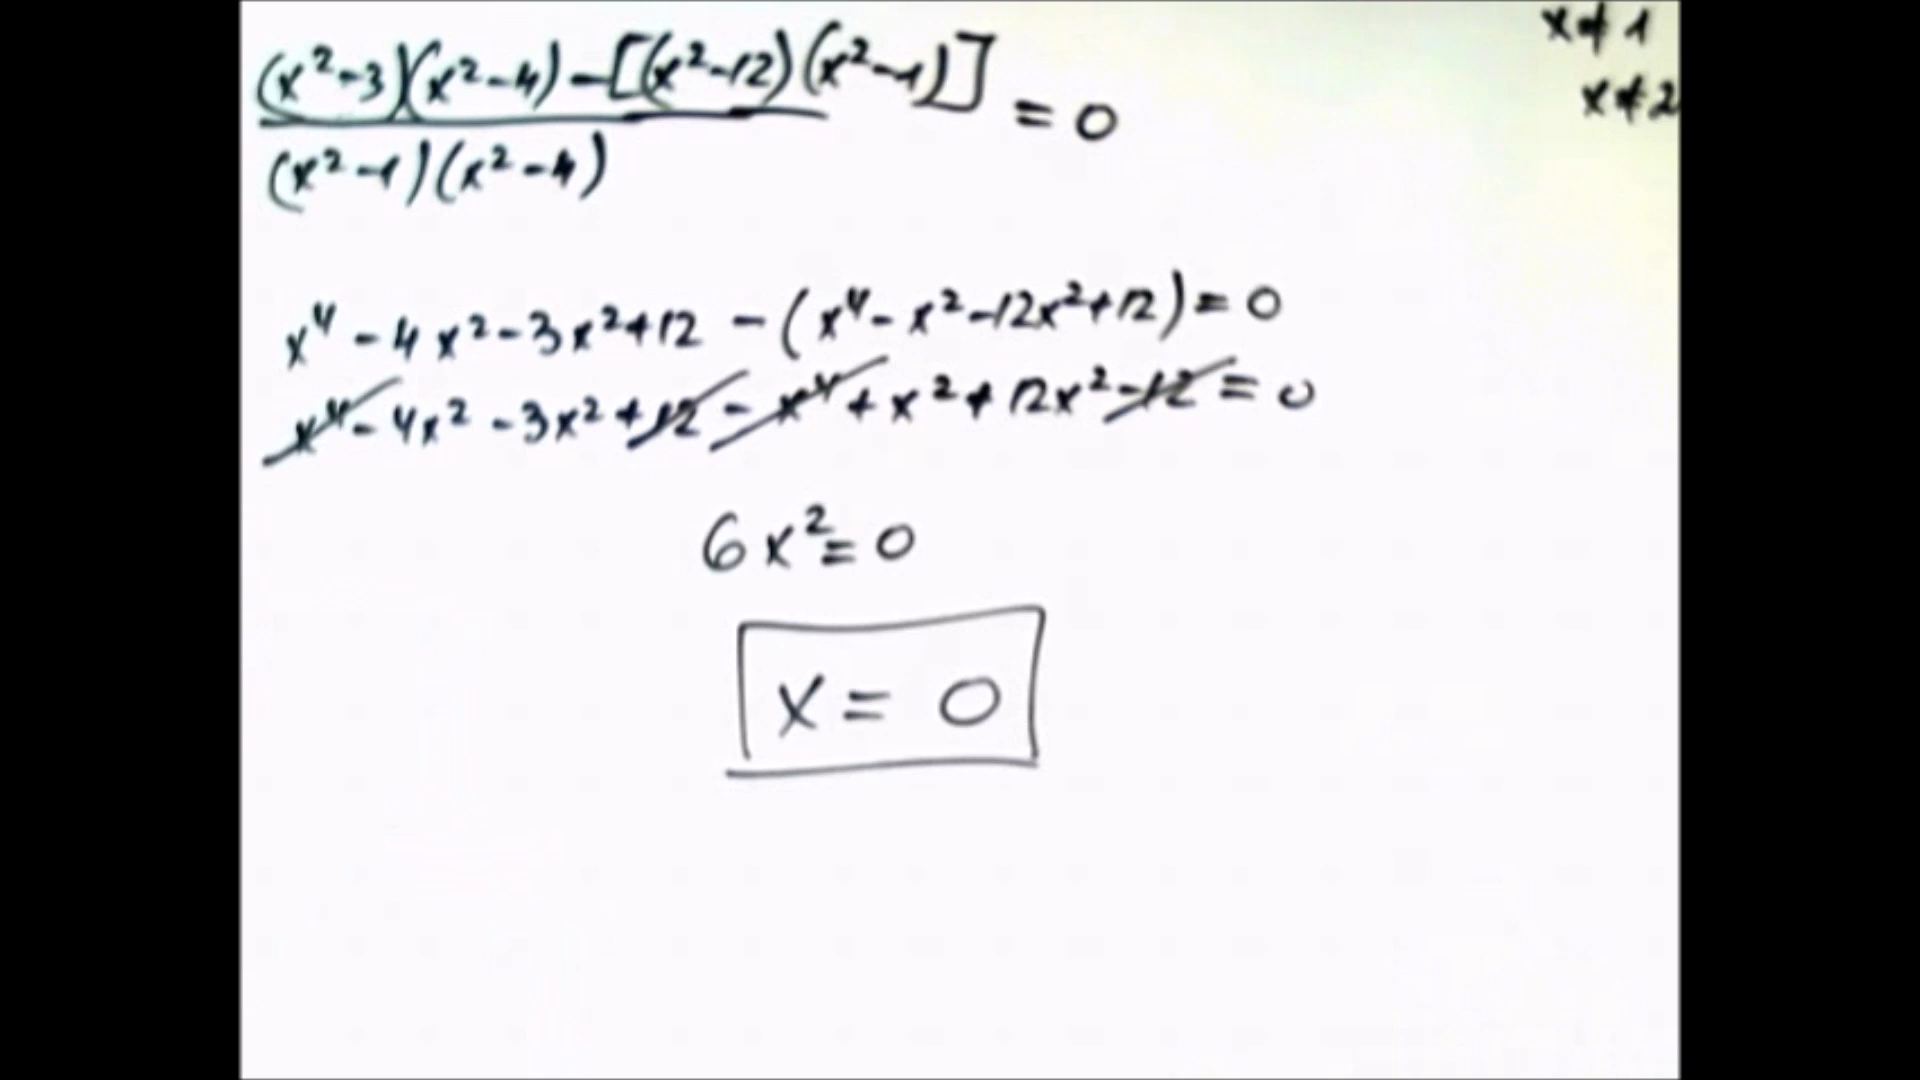 (x²-3)(x²-4)-[(x²-12)(x²-1)] = 0
(x²-1)(x²-4)
x≠1
x≠2
x⁴-4x²-3x²+12-(x⁴-x²-12x²+12)=0
x⁴-4x²-3x²+12-x⁴+x²+12x²-12=0
6x²=0
x=0